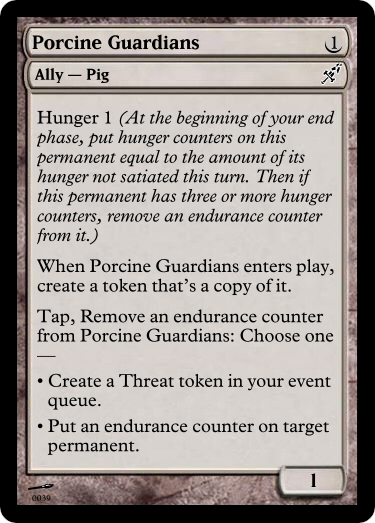 Porcine Guardians 1
Ally — Pig
Hunger 1 (At the beginning of your end
phase, put hunger counters on this
permanent equal to the amount of its
hunger not satiated this turn. Then if
this permanent has three or more hunger
counters, remove an endurance counter
from it.)
When Porcine Guardians enters play,
create a token that's a copy of it.
Tap, Remove an endurance counter
from Porcine Guardians: Choose one
—
• Create a Threat token in your event
queue.
• Put an endurance counter on target
permanent.
1
0039